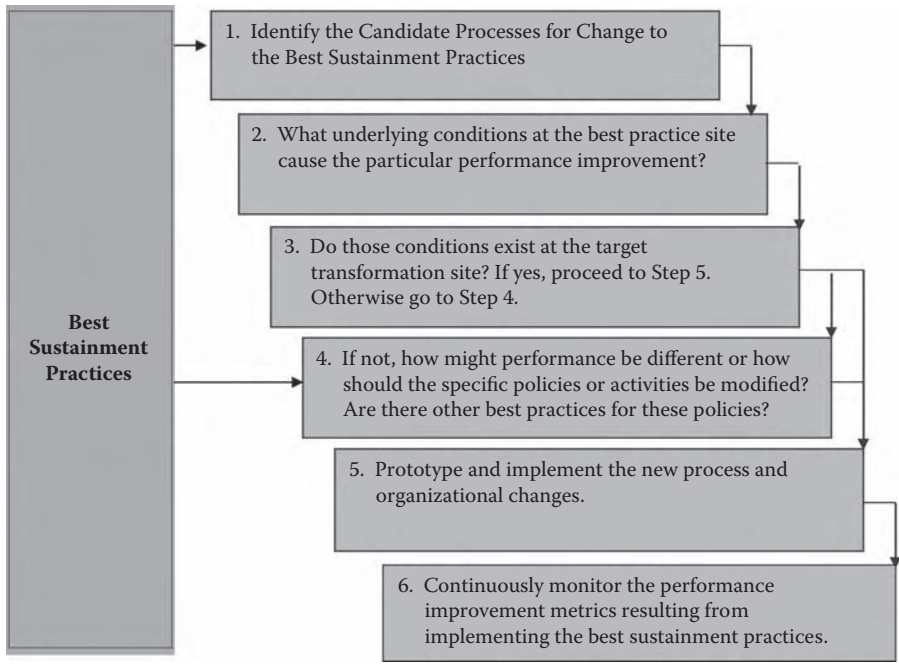 Best
Sustainment
Practices
1. Identify the Candidate Processes for Change to
the Best Sustainment Practices
2. What underlying conditions at the best practice site
cause the particular performance improvement?
3. Do those conditions exist at the target
transformation site? If yes, proceed to Step 5.
Otherwise go to Step 4.
4. If not, how might performance be different or how
should the specific policies or activities be modified?
Are there other best practices for these policies?
5. Prototype and implement the new process and
organizational changes.
6. Continuously monitor the performance
improvement metrics resulting from
implementing the best sustainment practices.